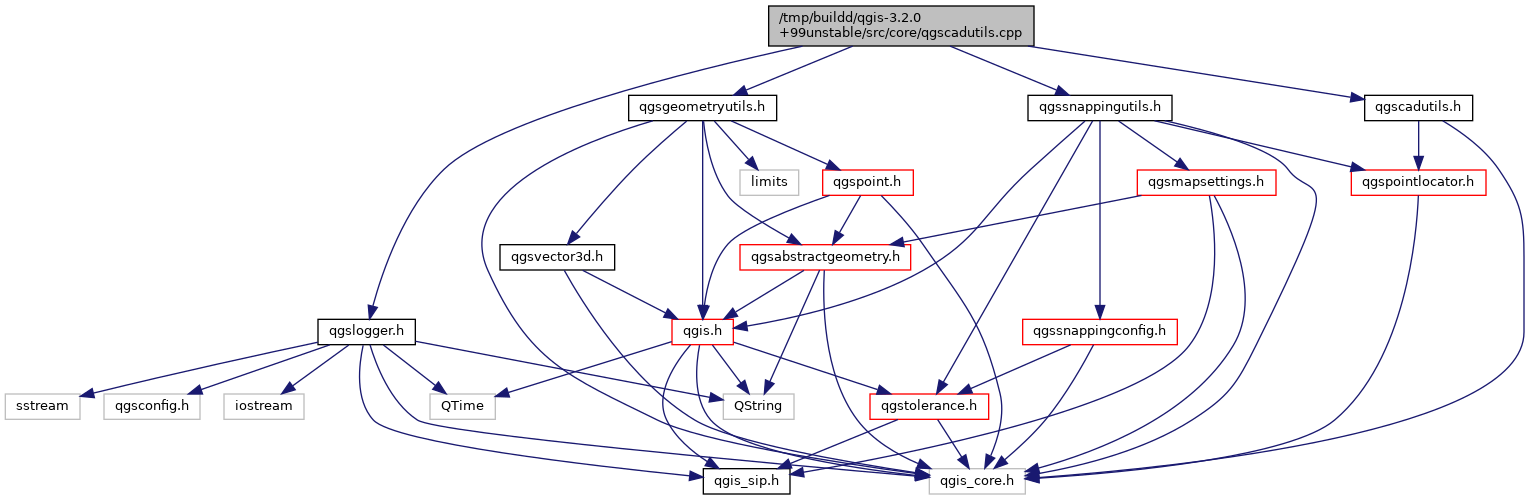 /tmp/buildd/qgis-3.2.0
+99unstable/src/core/qgscadutils.cpp
qgsgeometryutils.h
qgssnappingutils.h
qgscadutils.h
limits
qgspoint.h
qgsmapsettings.h
qgspointlocator.h
qgsvector3d.h
qgsabstractgeometry.h
qgslogger.h
qgis.h
qgssnappingconfig.h
sstream
qgsconfig.h
iostream
QTime
QString
qgstolerance.h
qgis_sip.h
qgis_core.h